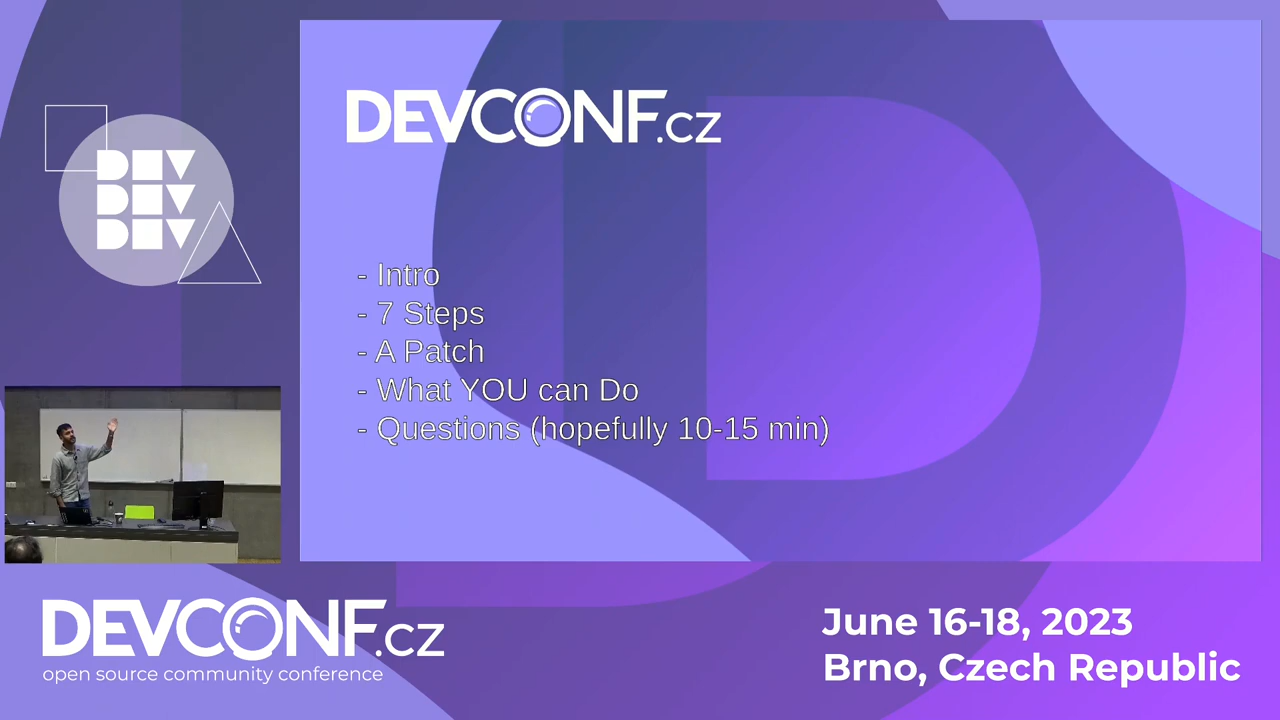 DEVCONF.CZ
DEV
DEV
DEV
- Intro
- 7 Steps
- A Patch
- What YOU can Do
- Questions (hopefully 10-15 min)
DEVCONF.CZ
open source community conference
June 16-18, 2023
Brno, Czech Republic